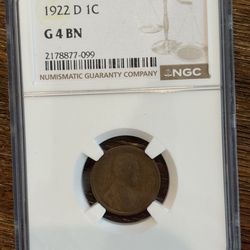 1922 D 1C
G 4 BN
2178877-099
NUMISMATIC GUARANTY COMPANY
NGC